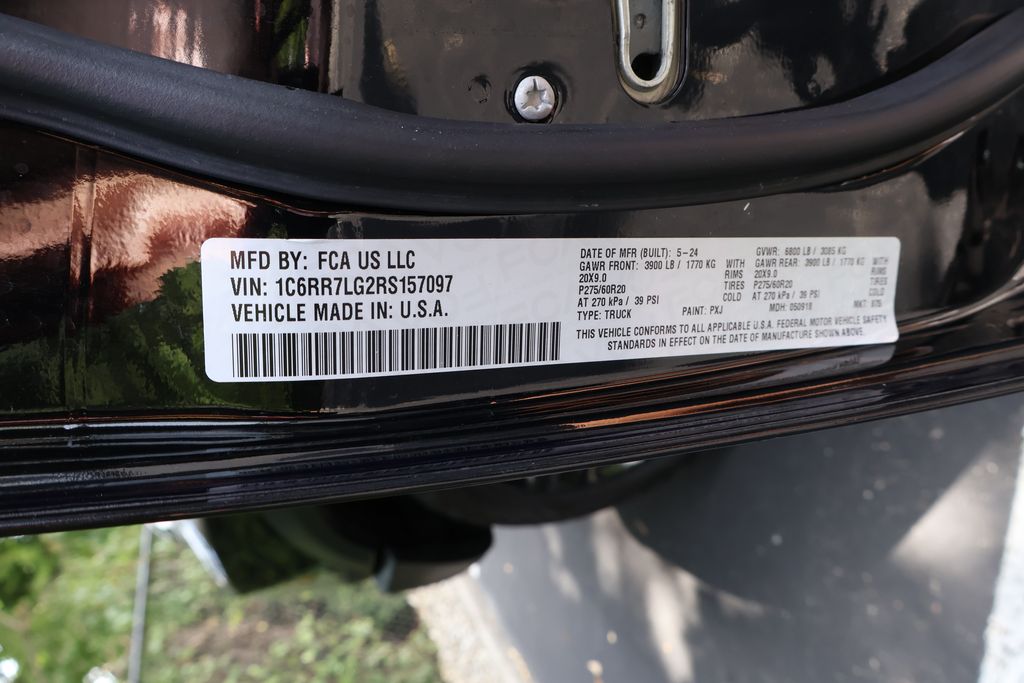 MFD BY: FCA US LLC
VIN: 1C6RR7LG2RS157097
VEHICLE MADE IN: U.S.A.
DATE OF MFR (BUILT): 5-24
GAWR FRONT: 3900 LB / 1770 KG WITH
20X9.0 RIMS
P275/60R20 TIRES
AT 270 kPa / 39 PSI COLD
TYPE: TRUCK PAINT: PXJ
GVWR: 6800 LB / 3085 KG
GAWR REAR: 3900 LB / 1770 KG WITH
20X9.0 RIMS
P275/60R20 TIRES
AT 270 kPa / 39 PSI COLD
MDH: 050918 MKT:
THIS VEHICLE CONFORMS TO ALL APPLICABLE U.S.A. FEDERAL MOTOR VEHICLE SAFETY
STANDARDS IN EFFECT ON THE DATE OF MANUFACTURE SHOWN ABOVE.